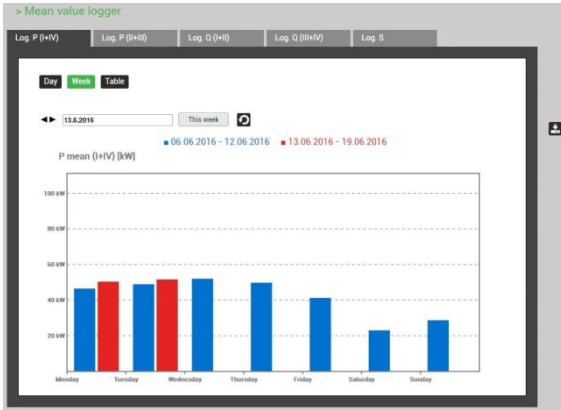 > Mean value logger
Log. P (I+IV) Log. P (II+III) Log. Q (I+II) Log. Q (III+IV) Log. S
Day Week Table
13.6.2016 This week
06.06.2016 - 12.06.2016 13.06.2016 - 19.06.2016
P mean (I+IV) [kW]
100 kW
80 kW
60 kW
40 kW
20 kW
Monday Tuesday Wednesday Thursday Friday Saturday Sunday